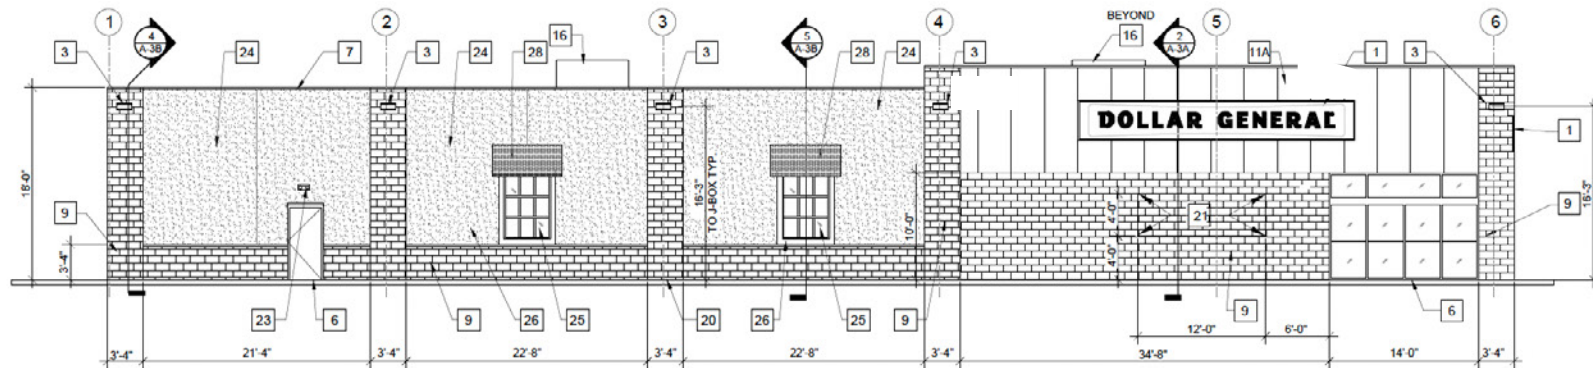 1 2 3 4 BEYOND 5 6
3 4 A-3B 24 7 3 24 28 16 3 5 A-3B 28 24 3 16 2 A-3A 11A 1 3
DOLLAR GENERAL
1
24 24
18'-0" 16'-3" TO J-BOX TYP. 16'-3"
9 10'-0" 4'-0" 21 9
3'-4" 4'-0"
23 6 9 26 25 20 26 25 9 9 6
12'-0" 6'-0"
3'-4" 21'-4" 3'-4" 22'-8" 3'-4" 22'-8" 3'-4" 34'-8" 14'-0" 3'-4"